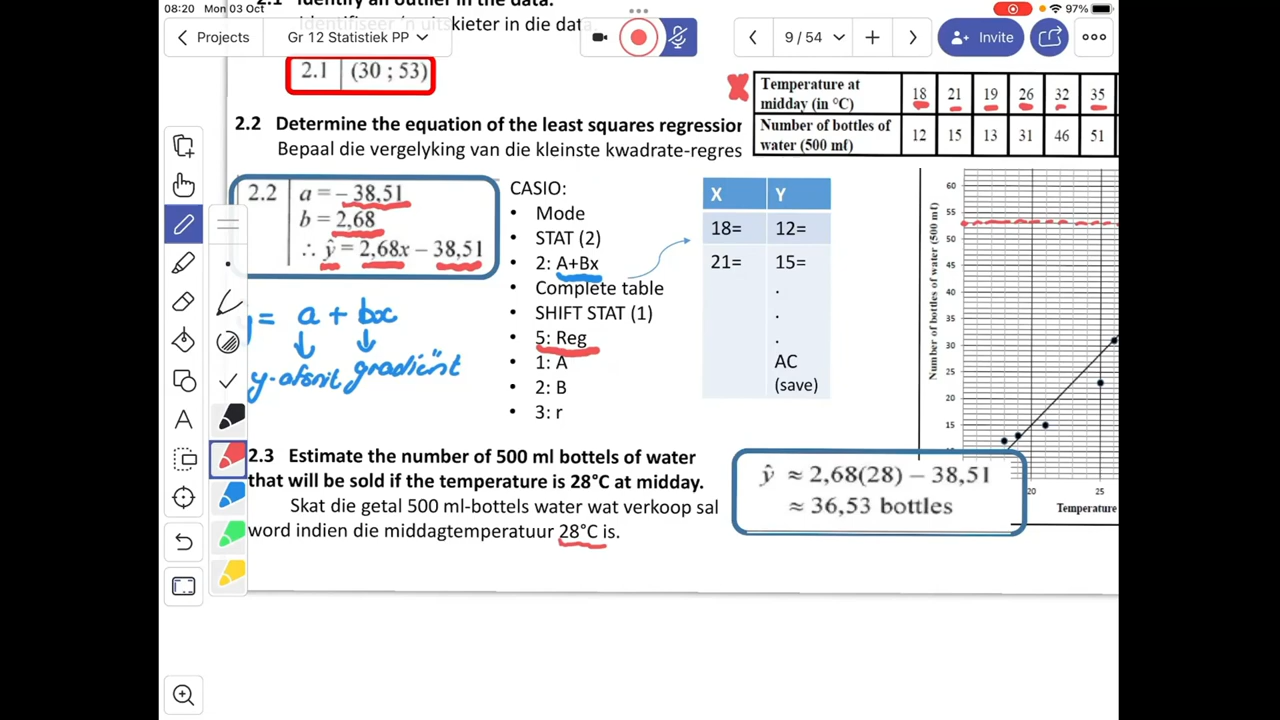 08:20 Mon 03 Oct
97%
2.1 Identify an outlier in the data.
Identifiseer 'n uitskieter in die data
Projects
Gr 12 Statistiek PP
9 / 54
Invite
2.1 (30 ; 53)
Temperature at midday (in °C) 18 21 19 26 32 35
Number of bottles of water (500 mℓ) 12 15 13 31 46 51
2.2 Determine the equation of the least squares regression
Bepaal die vergelyking van die kleinste kwadrate-regres
2.2 a = – 38,51
b = 2,68
∴ ŷ = 2,68x – 38,51
= a + bx
y-afsnit gradiënt
CASIO:
• Mode
• STAT (2)
• 2: A+Bx
• Complete table
• SHIFT STAT (1)
• 5: Reg
• 1: A
• 2: B
• 3: r
X Y
18= 12=
21= 15=
.
.
.
AC
(save)
Number of bottles of water (500 mℓ)
60
55
50
45
40
35
30
25
20
15
20 25
Temperature
2.3 Estimate the number of 500 ml bottels of water
that will be sold if the temperature is 28°C at midday.
Skat die getal 500 ml-bottels water wat verkoop sal
word indien die middagtemperatuur 28°C is.
ŷ ≈ 2,68(28) – 38,51
≈ 36,53 bottles
A